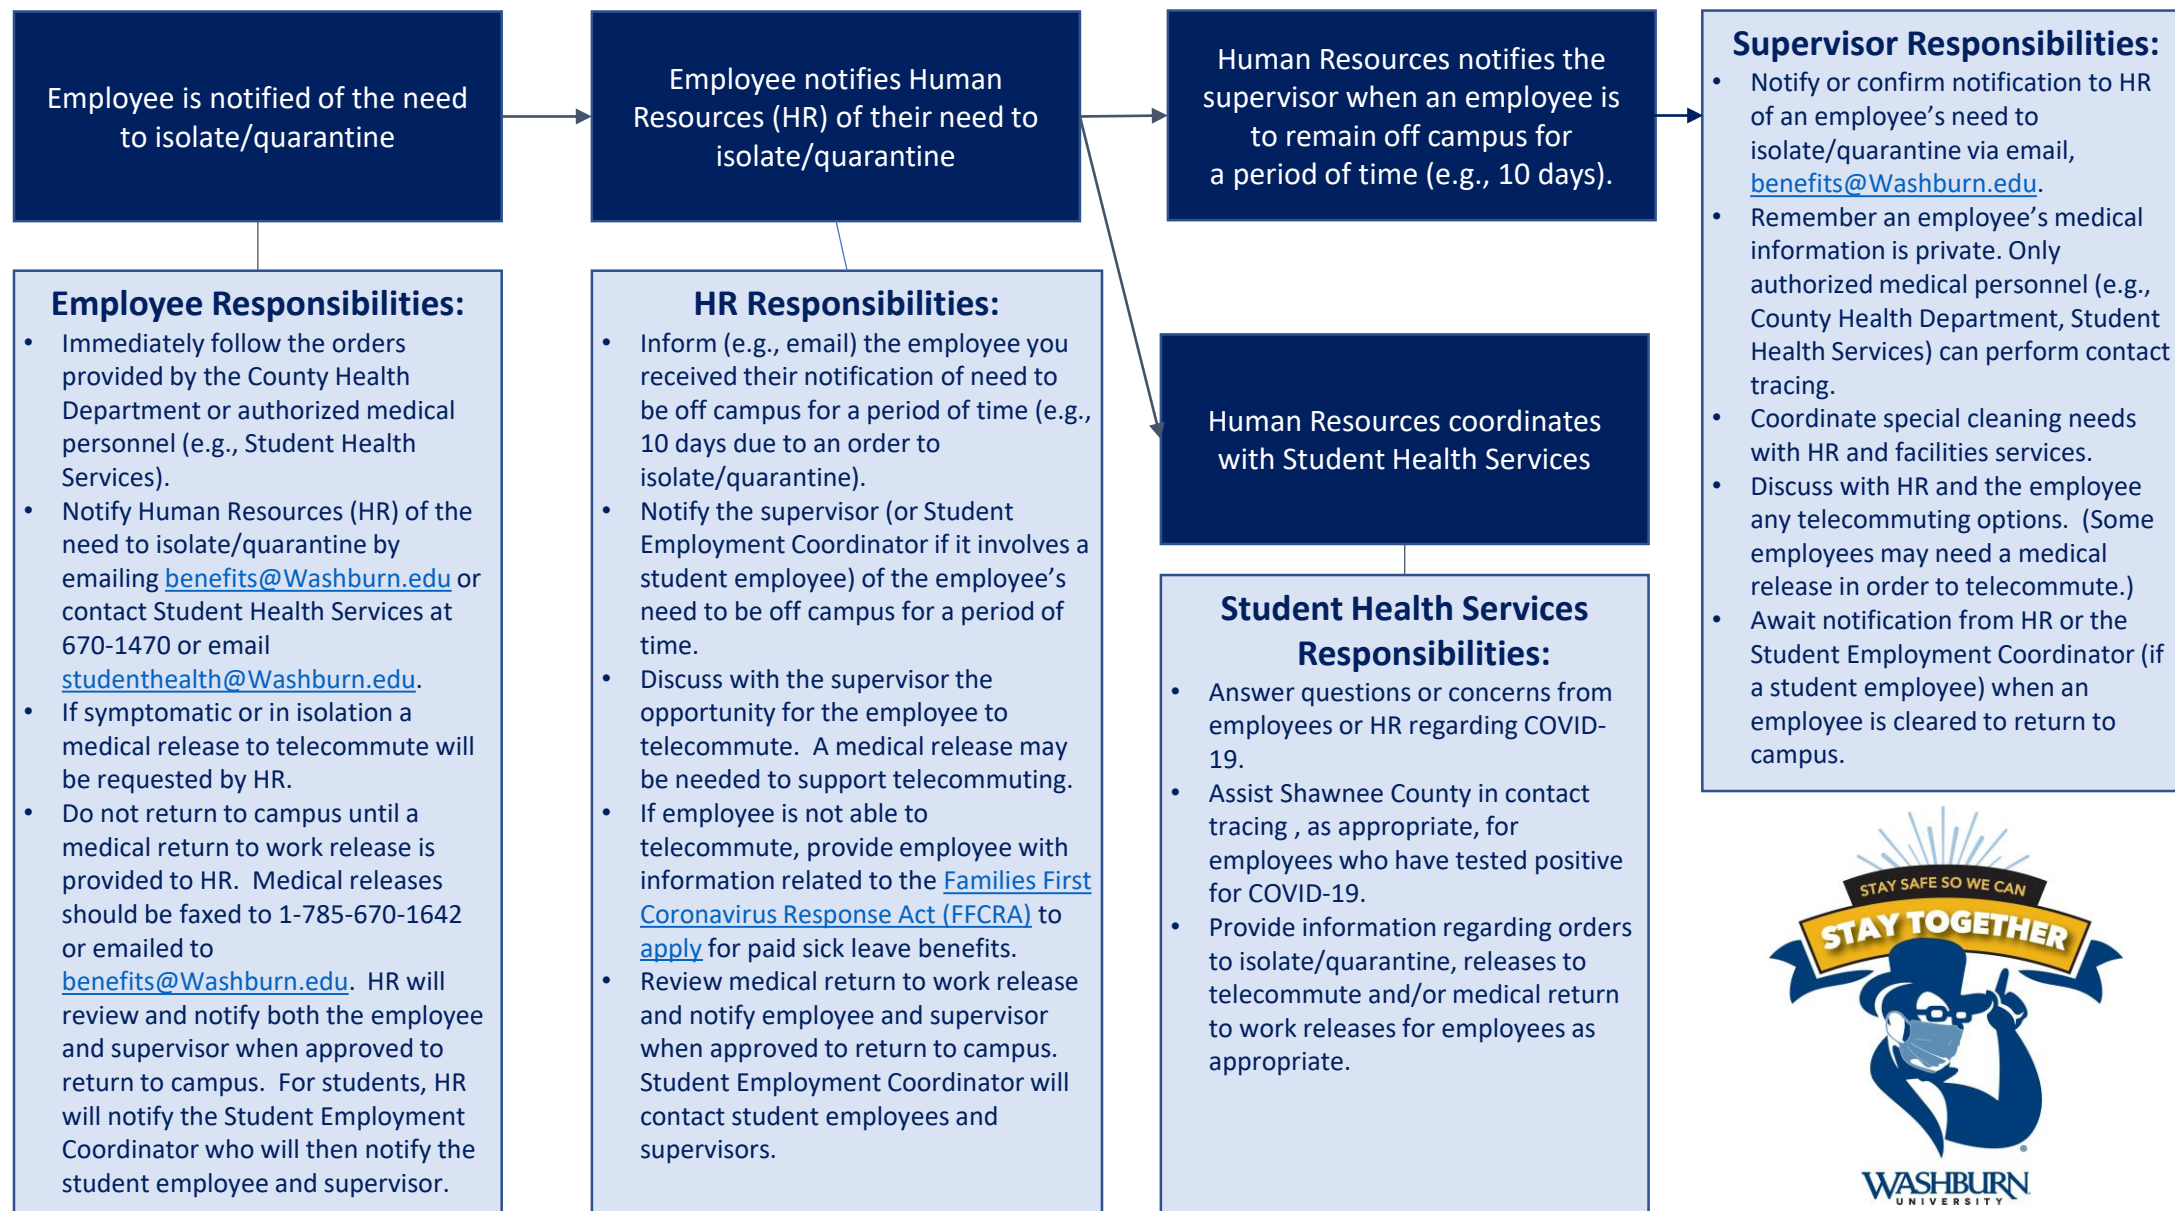 Employee is notified of the need
to isolate/quarantine
Employee notifies Human
Resources (HR) of their need to
isolate/quarantine
Human Resources notifies the
supervisor when an employee is
to remain off campus for
a period of time (e.g., 10 days).
Supervisor Responsibilities:
• Notify or confirm notification to HR
of an employee’s need to
isolate/quarantine via email,
benefits@Washburn.edu.
• Remember an employee’s medical
information is private. Only
authorized medical personnel (e.g.,
County Health Department, Student
Health Services) can perform contact
tracing.
• Coordinate special cleaning needs
with HR and facilities services.
• Discuss with HR and the employee
any telecommuting options.  (Some
employees may need a medical
release in order to telecommute.)
• Await notification from HR or the
Student Employment Coordinator (if
a student employee) when an
employee is cleared to return to
campus.
Employee Responsibilities:
• Immediately follow the orders
provided by the County Health
Department or authorized medical
personnel (e.g., Student Health
Services).
• Notify Human Resources (HR) of the
need to isolate/quarantine by
emailing benefits@Washburn.edu or
contact Student Health Services at
670-1470 or email
studenthealth@Washburn.edu.
• If symptomatic or in isolation a
medical release to telecommute will
be requested by HR.
• Do not return to campus until a
medical return to work release is
provided to HR.  Medical releases
should be faxed to 1-785-670-1642
or emailed to
benefits@Washburn.edu.  HR will
review and notify both the employee
and supervisor when approved to
return to campus.  For students, HR
will notify the Student Employment
Coordinator who will then notify the
student employee and supervisor.
HR Responsibilities:
• Inform (e.g., email) the employee you
received their notification of need to
be off campus for a period of time (e.g.,
10 days due to an order to
isolate/quarantine).
• Notify the supervisor (or Student
Employment Coordinator if it involves a
student employee) of the employee’s
need to be off campus for a period of
time.
• Discuss with the supervisor the
opportunity for the employee to
telecommute.  A medical release may
be needed to support telecommuting.
• If employee is not able to
telecommute, provide employee with
information related to the Families First
Coronavirus Response Act (FFCRA) to
apply for paid sick leave benefits.
• Review medical return to work release
and notify employee and supervisor
when approved to return to campus.
Student Employment Coordinator will
contact student employees and
supervisors.
Human Resources coordinates
with Student Health Services
Student Health Services
Responsibilities:
• Answer questions or concerns from
employees or HR regarding COVID-
19.
• Assist Shawnee County in contact
tracing , as appropriate, for
employees who have tested positive
for COVID-19.
• Provide information regarding orders
to isolate/quarantine, releases to
telecommute and/or medical return
to work releases for employees as
appropriate.
STAY SAFE SO WE CAN
STAY TOGETHER
®
WASHBURN
UNIVERSITY